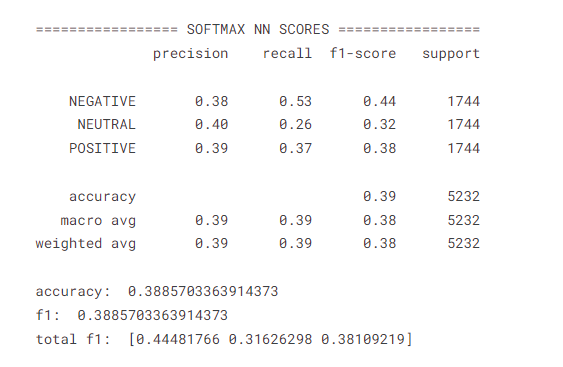 ================= SOFTMAX NN SCORES =================
precision recall f1-score support
NEGATIVE 0.38 0.53 0.44 1744
NEUTRAL 0.40 0.26 0.32 1744
POSITIVE 0.39 0.37 0.38 1744
accuracy 0.39 5232
macro avg 0.39 0.39 0.38 5232
weighted avg 0.39 0.39 0.38 5232
accuracy: 0.3885703363914373
f1: 0.3885703363914373
total f1: [0.44481766 0.31626298 0.38109219]